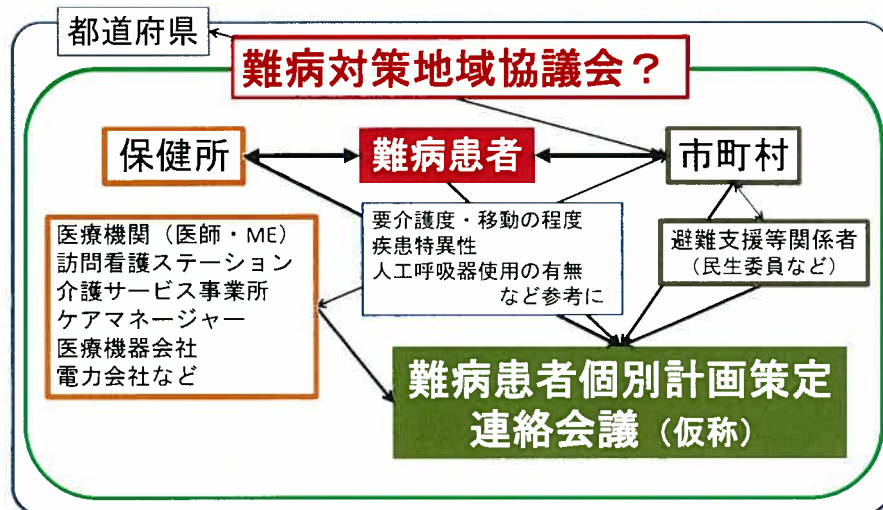 都道府県
難病対策地域協議会？
保健所
難病患者
市町村
医療機関（医師・ME）
訪問看護ステーション
介護サービス事業所
ケアマネージャー
医療機器会社
電力会社など
要介護度・移動の程度
疾患特異性
人工呼吸器使用の有無
など参考に
避難支援等関係者
（民生委員など）
難病患者個別計画策定
連絡会議（仮称）